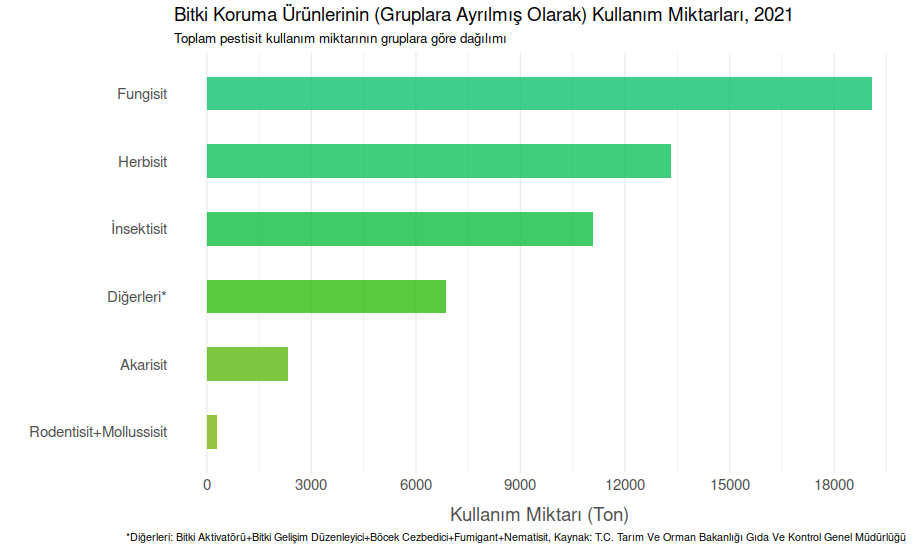 Bitki Koruma Ürünlerinin (Gruplara Ayrılmış Olarak) Kullanım Miktarları, 2021
Toplam pestisit kullanım miktarının gruplara göre dağılımı
Fungisit
Herbisit
İnsektisit
Diğerleri*
Akarisit
Rodentisit+Mollussisit
0 3000 6000 9000 12000 15000 18000
Kullanım Miktarı (Ton)
*Diğerleri: Bitki Aktivatörü+Bitki Gelişim Düzenleyici+Böcek Cezbedici+Fumigant+Nematisit, Kaynak: T.C. Tarım Ve Orman Bakanlığı Gıda Ve Kontrol Genel Müdürlüğü